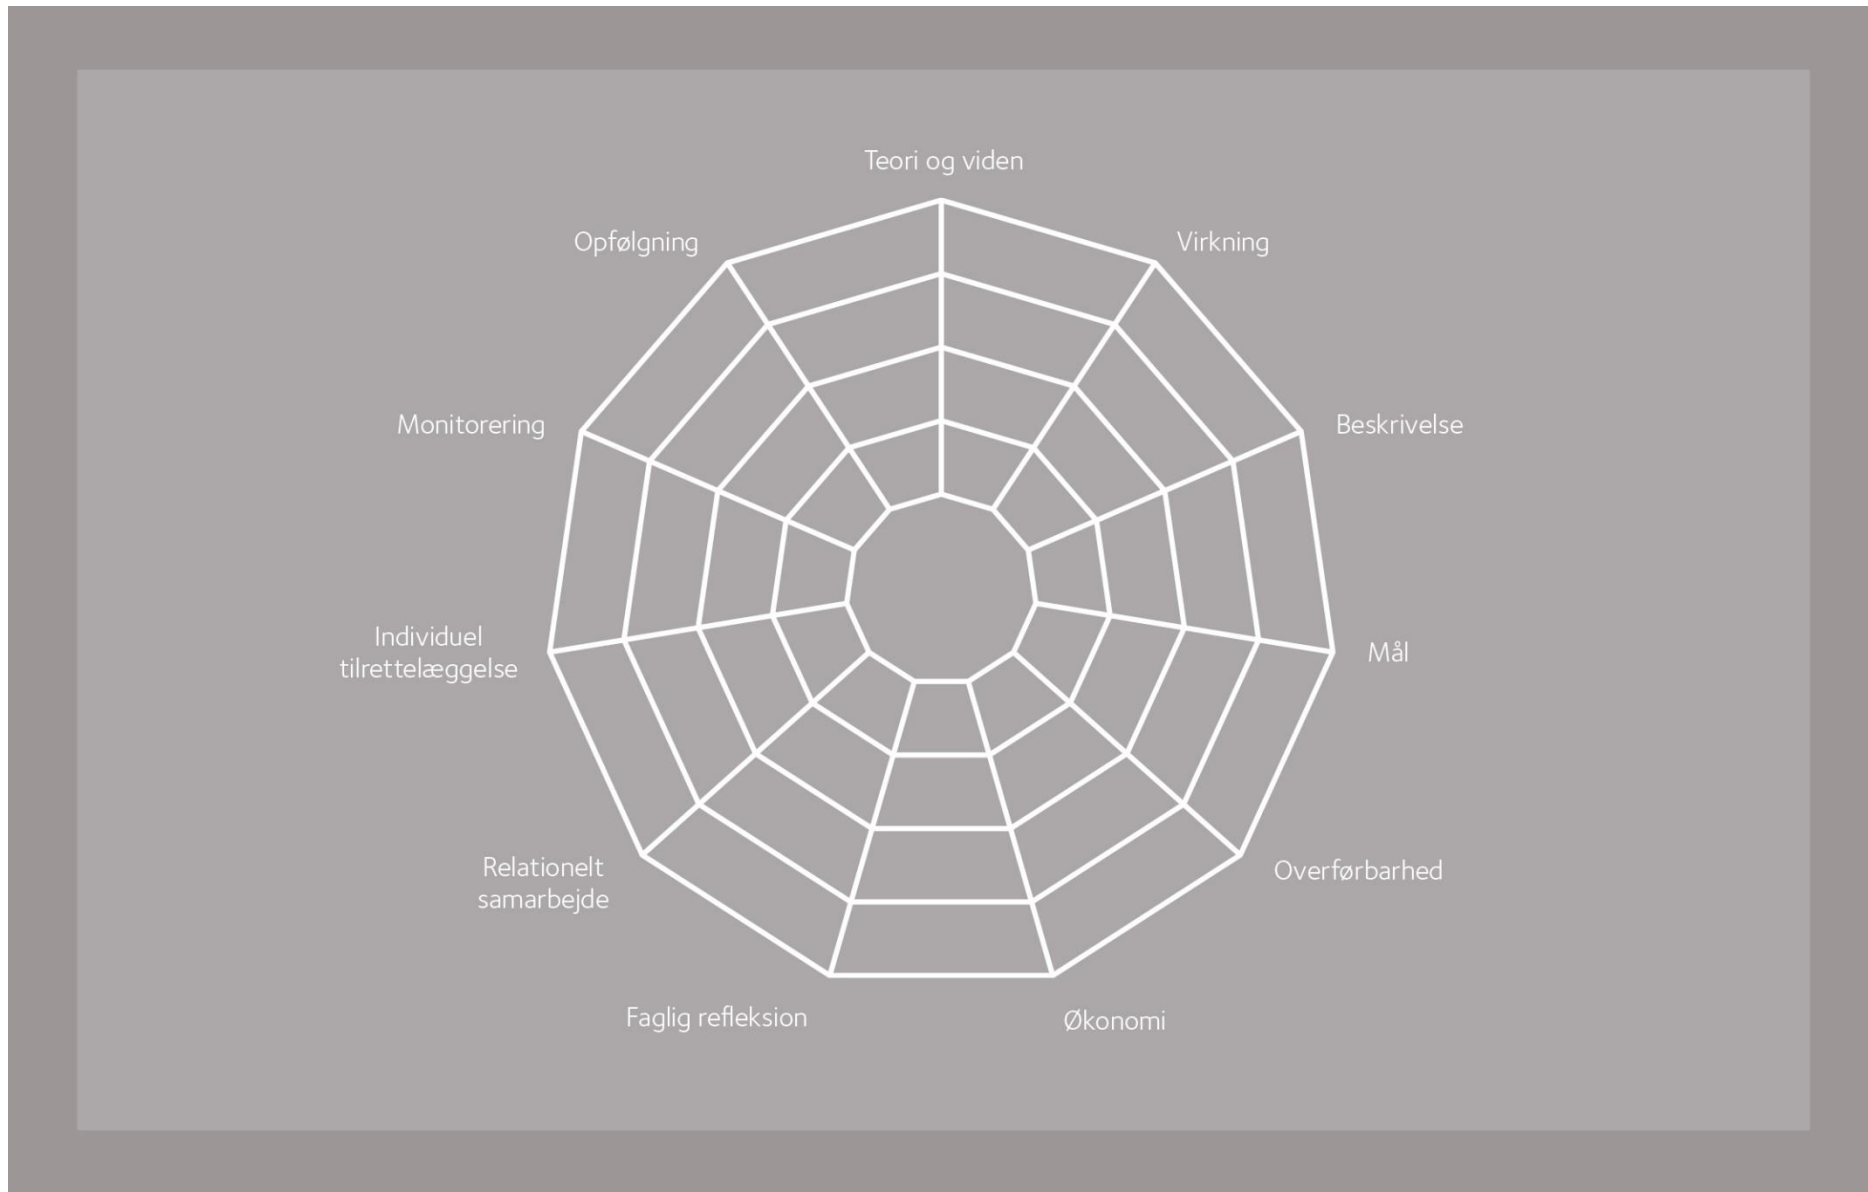 Teori og viden
Virkning
Beskrivelse
Mål
Overførbarhed
Økonomi
Faglig refleksion
Relationelt
samarbejde
Individuel
tilrettelæggelse
Monitorering
Opfølgning